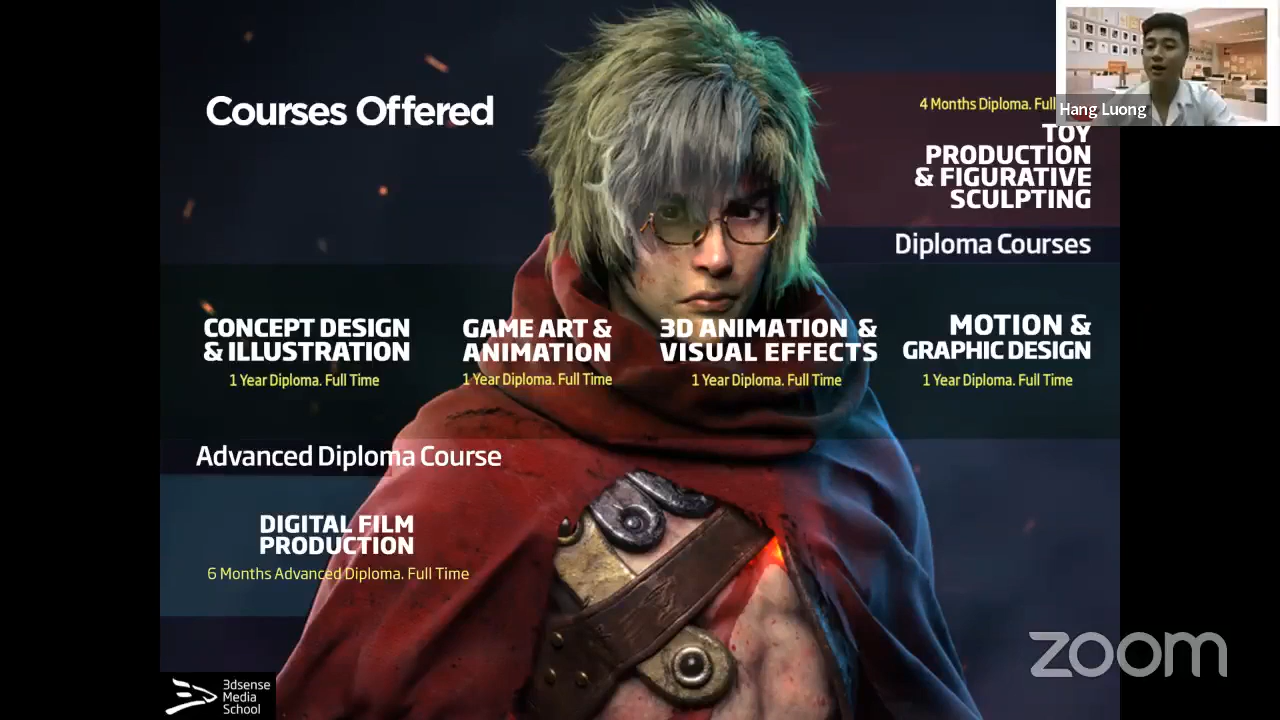 Courses Offered
4 Months Diploma. Full
Hang Luong
TOY
PRODUCTION
& FIGURATIVE
SCULPTING
Diploma Courses
CONCEPT DESIGN
& ILLUSTRATION
1 Year Diploma. Full Time
GAME ART &
ANIMATION
1 Year Diploma. Full Time
3D ANIMATION &
VISUAL EFFECTS
1 Year Diploma. Full Time
MOTION &
GRAPHIC DESIGN
1 Year Diploma. Full Time
Advanced Diploma Course
DIGITAL FILM
PRODUCTION
6 Months Advanced Diploma. Full Time
zoom
3dsense
Media
School